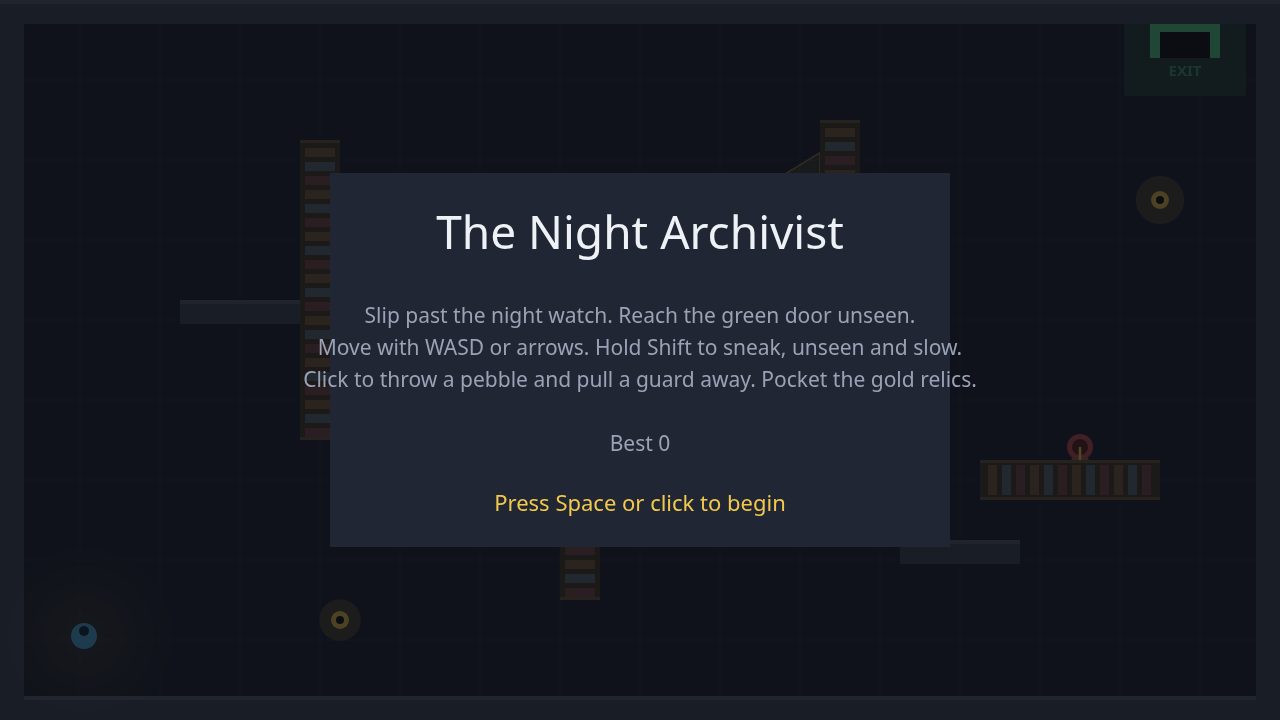 EXIT
The Night Archivist
Slip past the night watch. Reach the green door unseen.
Move with WASD or arrows. Hold Shift to sneak, unseen and slow.
Click to throw a pebble and pull a guard away. Pocket the gold relics.
Best 0
Press Space or click to begin